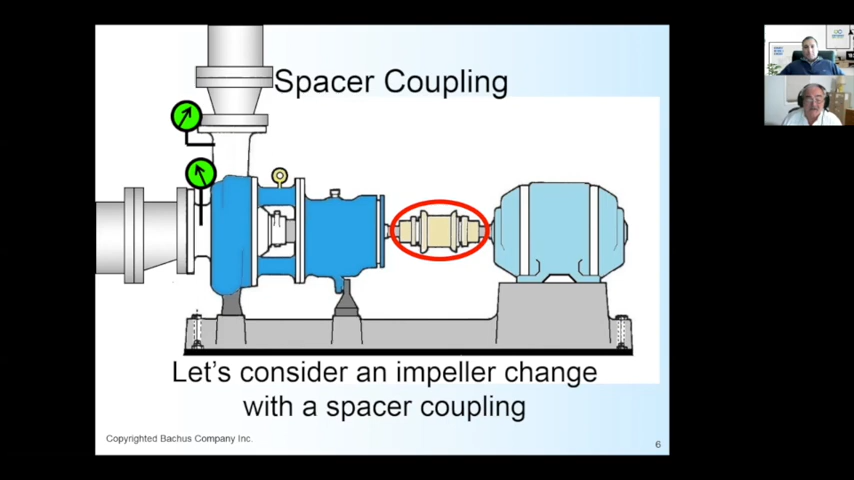 Spacer Coupling
Let's consider an impeller change
with a spacer coupling
Copyrighted Bachus Company Inc.
6